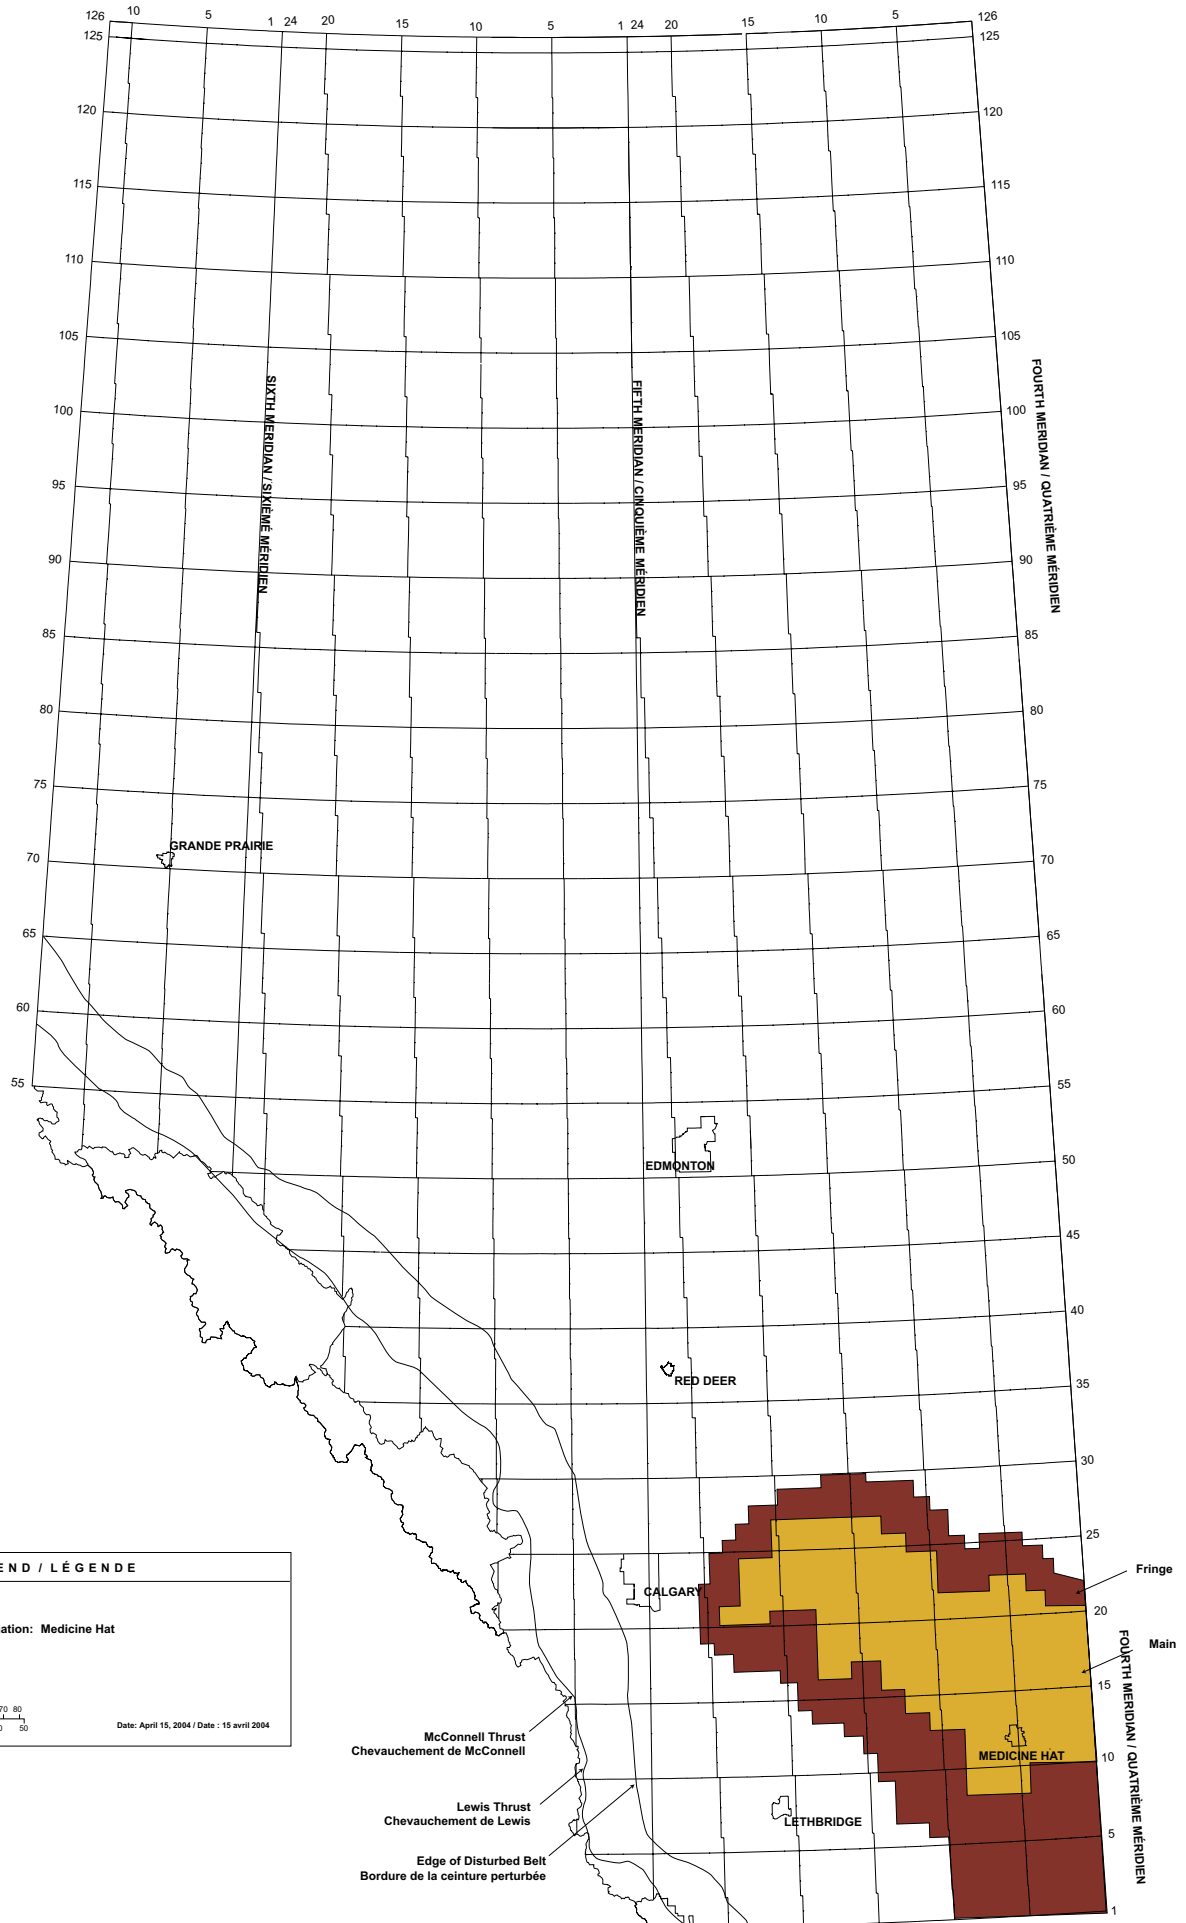 126 10 5 1 24 20 15 10 5 1 24 20 15 10 5 126
125 125
120 120
115 115
110 110
105 105
100 100
95 95
90 90
85 85
80 80
75 75
70 70
65 65
60 60
55 55
50
45
40
35
30
25
20
15
10
5
1
SIXTH MERIDIAN / SIXIÈMÉ MÉRIDIEN
FIFTH MERIDIAN / CINQUIÈME MÉRIDIEN
FOURTH MERIDIAN / QUATRIÈME MÉRIDIEN
GRANDE PRAIRIE
EDMONTON
RED DEER
CALGARY
Fringe
Main
FOURTH MERIDIAN / QUATRIÈME MÉRIDIEN
MEDICINE HAT
LETHBRIDGE
McConnell Thrust
Chevauchement de McConnell
Lewis Thrust
Chevauchement de Lewis
Edge of Disturbed Belt
Bordure de la ceinture perturbée
END / LÉGENDE
ation: Medicine Hat
70 80
50
Date: April 15, 2004 / Date : 15 avril 2004